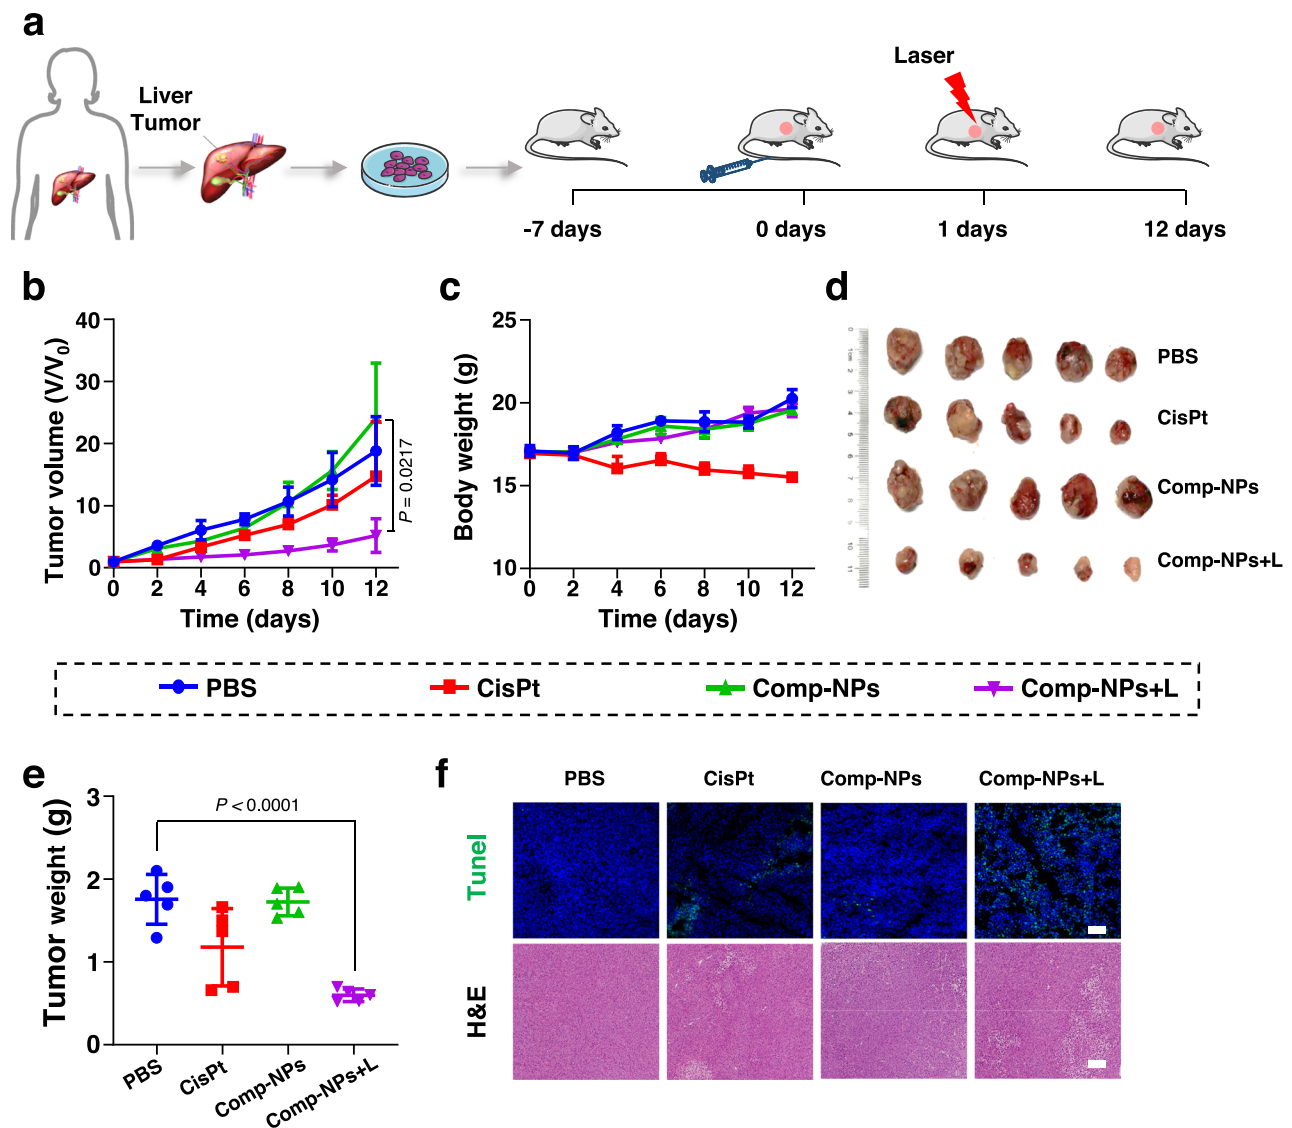 a
Liver
Tumor
Laser
-7 days
0 days
1 days
12 days
b
Tumor volume (V/V0)
40
30
20
10
0
0 2 4 6 8 10 12
Time (days)
P = 0.0217
c
Body weight (g)
25
20
15
10
0 2 4 6 8 10 12
Time (days)
d
PBS
CisPt
Comp-NPs
Comp-NPs+L
PBS
CisPt
Comp-NPs
Comp-NPs+L
e
Tumor weight (g)
3
2
1
0
P < 0.0001
PBS
CisPt
Comp-NPs
Comp-NPs+L
f
PBS
CisPt
Comp-NPs
Comp-NPs+L
Tunel
H&E